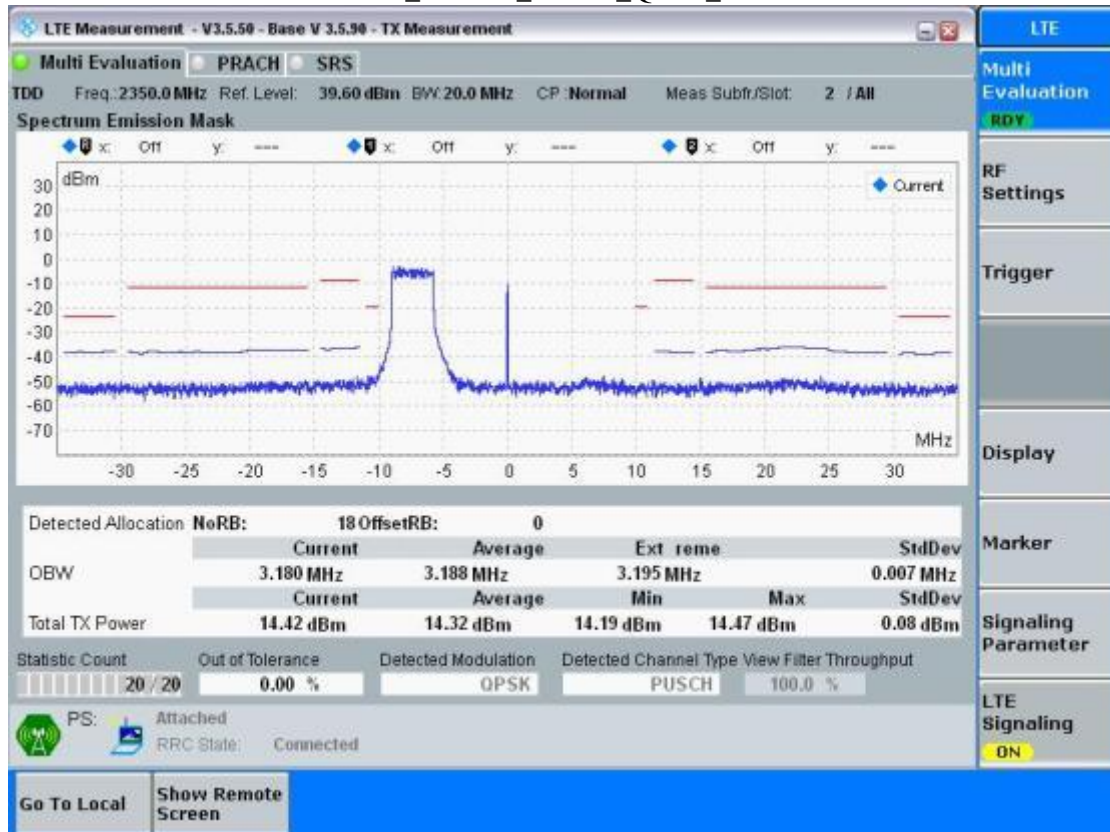 LTE Measurement - V3.5.50 - Base V 3.5.90 - TX Measurement
LTE
Multi Evaluation PRACH SRS
Multi
Evaluation
RDY
TDD Freq.:2350.0 MHz Ref. Level: 39.60 dBm BW: 20.0 MHz CP :Normal Meas Subfr./Slot: 2 / All
Spectrum Emission Mask
x: Off y: --- x: Off y: --- x: Off y: ---
dBm
Current
30
20
10
0
-10
-20
-30
-40
-50
-60
-70
MHz
-30 -25 -20 -15 -10 -5 0 5 10 15 20 25 30
RF
Settings
Trigger
Display
Marker
Signaling
Parameter
LTE
Signaling
ON
Detected Allocation NoRB: 18 OffsetRB: 0
Current Average Ext reme StdDev
OBW 3.180 MHz 3.188 MHz 3.195 MHz 0.007 MHz
Current Average Min Max StdDev
Total TX Power 14.42 dBm 14.32 dBm 14.19 dBm 14.47 dBm 0.08 dBm
Statistic Count Out of Tolerance Detected Modulation Detected Channel Type View Filter Throughput
20 / 20 0.00 % QPSK PUSCH 100.0 %
PS: Attached
RRC State: Connected
Go To Local
Show Remote
Screen